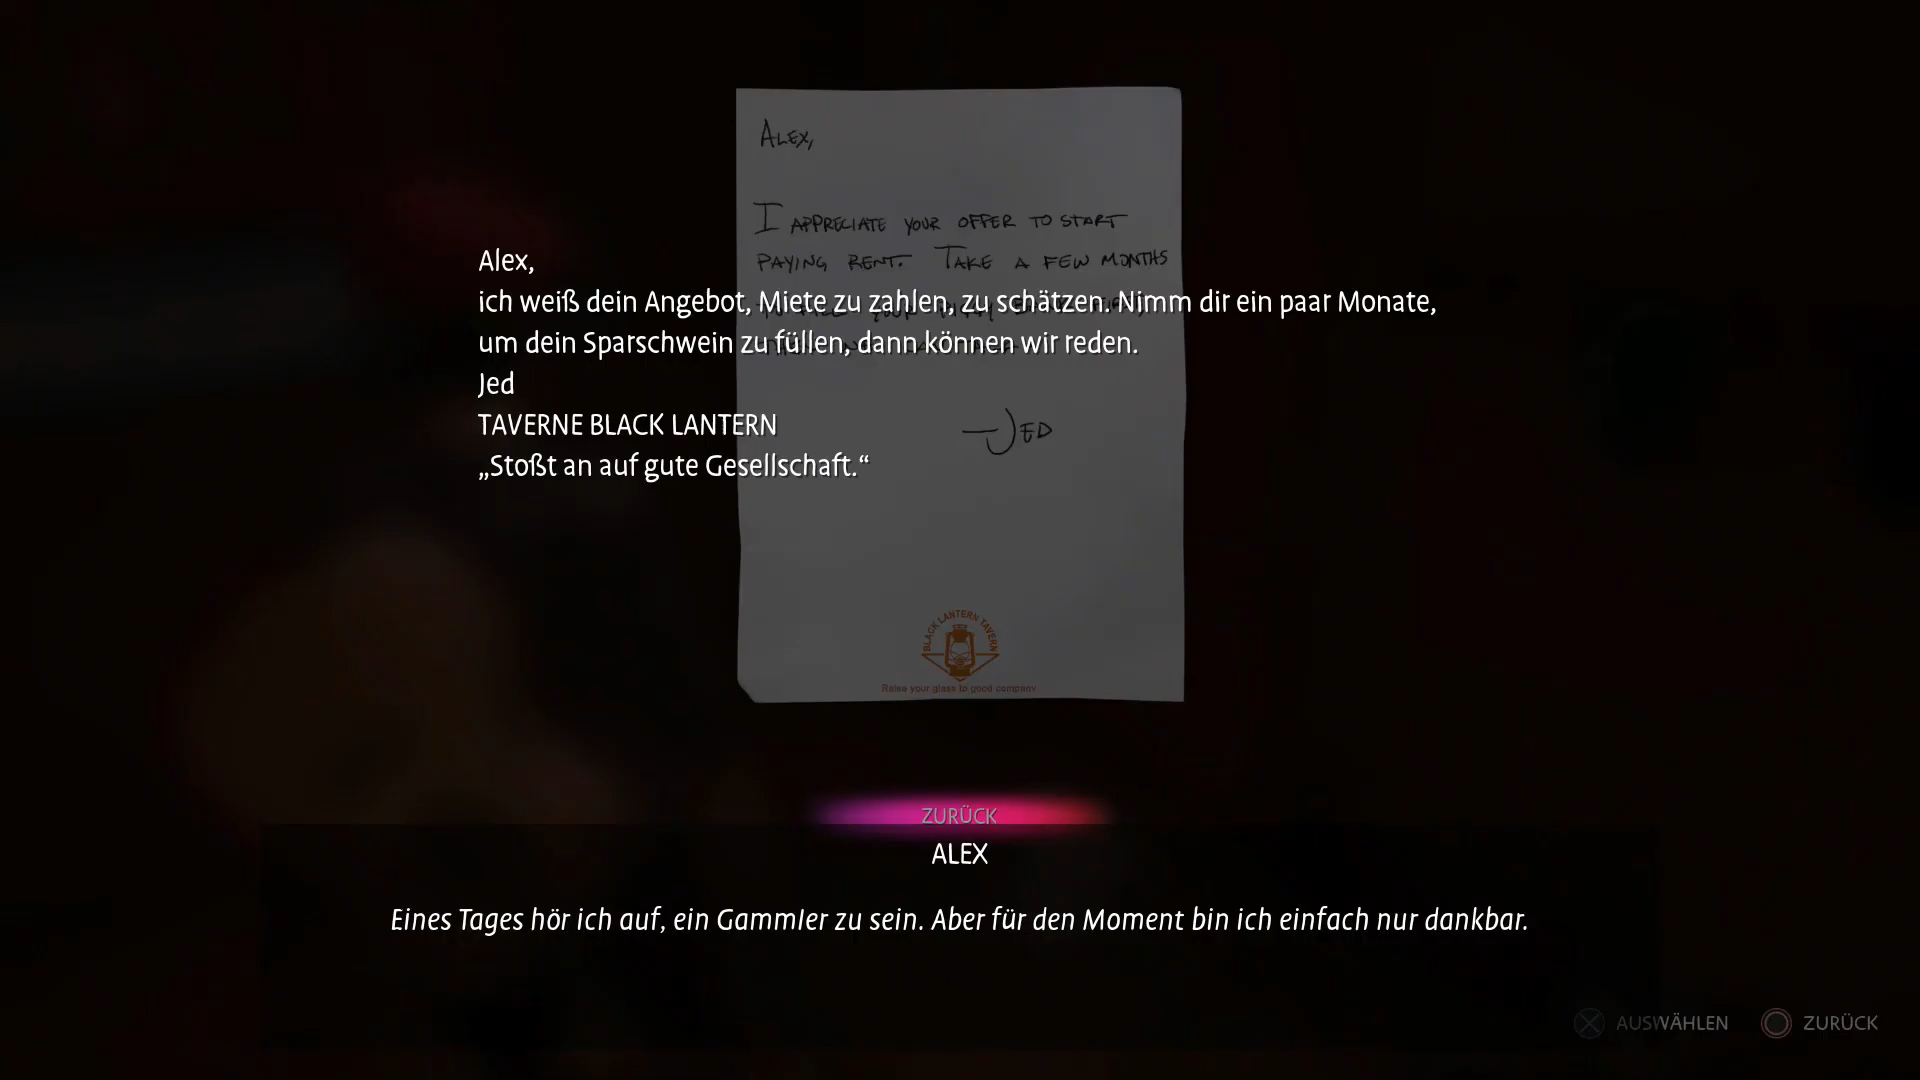 ALEX,
I APPRECIATE YOUR OFFER TO START
PAYING RENT. TAKE A FEW MONTHS
Alex,
ich weiß dein Angebot, Miete zu zahlen, zu schätzen. Nimm dir ein paar Monate,
um dein Sparschwein zu füllen, dann können wir reden.
Jed
TAVERNE BLACK LANTERN
„Stoßt an auf gute Gesellschaft.“
—JED
BLACK LANTERN TAVERN
Raise your glass to good company
ZURÜCK
ALEX
Eines Tages hör ich auf, ein Gammler zu sein. Aber für den Moment bin ich einfach nur dankbar.
AUSWÄHLEN
ZURÜCK